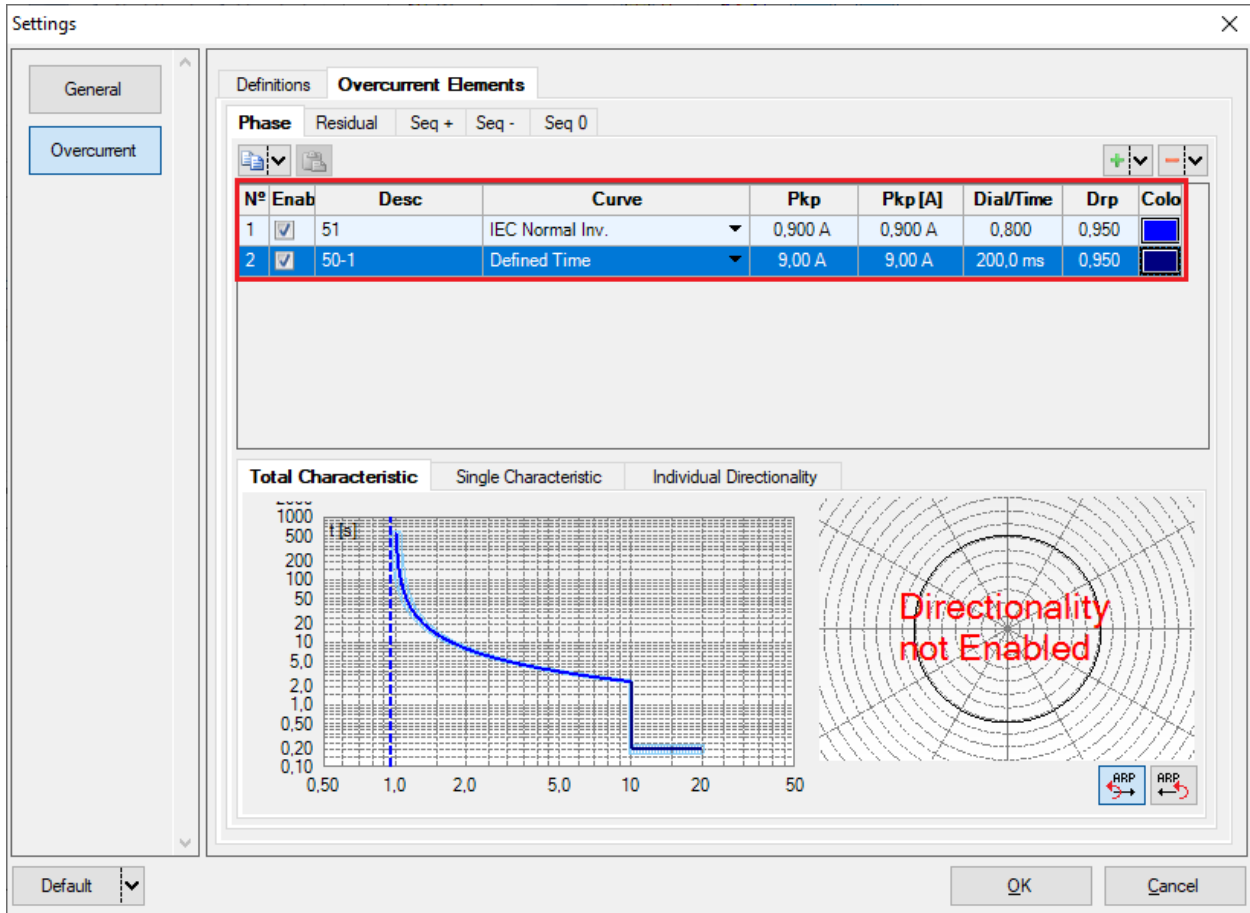 Settings
General
Overcurrent
Definitions Overcurrent Elements
Phase Residual Seq + Seq - Seq 0
Nº Enab Desc Curve Pkp Pkp [A] Dial/Time Drp Colo
1 51 IEC Normal Inv. 0,900 A 0,900 A 0,800 0,950
2 50-1 Defined Time 9,00 A 9,00 A 200,0 ms 0,950
Total Characteristic Single Characteristic Individual Directionality
1000
t [s]
500
200
100
50
20
10
5,0
2,0
1,0
0,50
0,20
0,10
0,50 1,0 2,0 5,0 10 20 50
Directionality
not Enabled
ARP ARP
Default OK Cancel